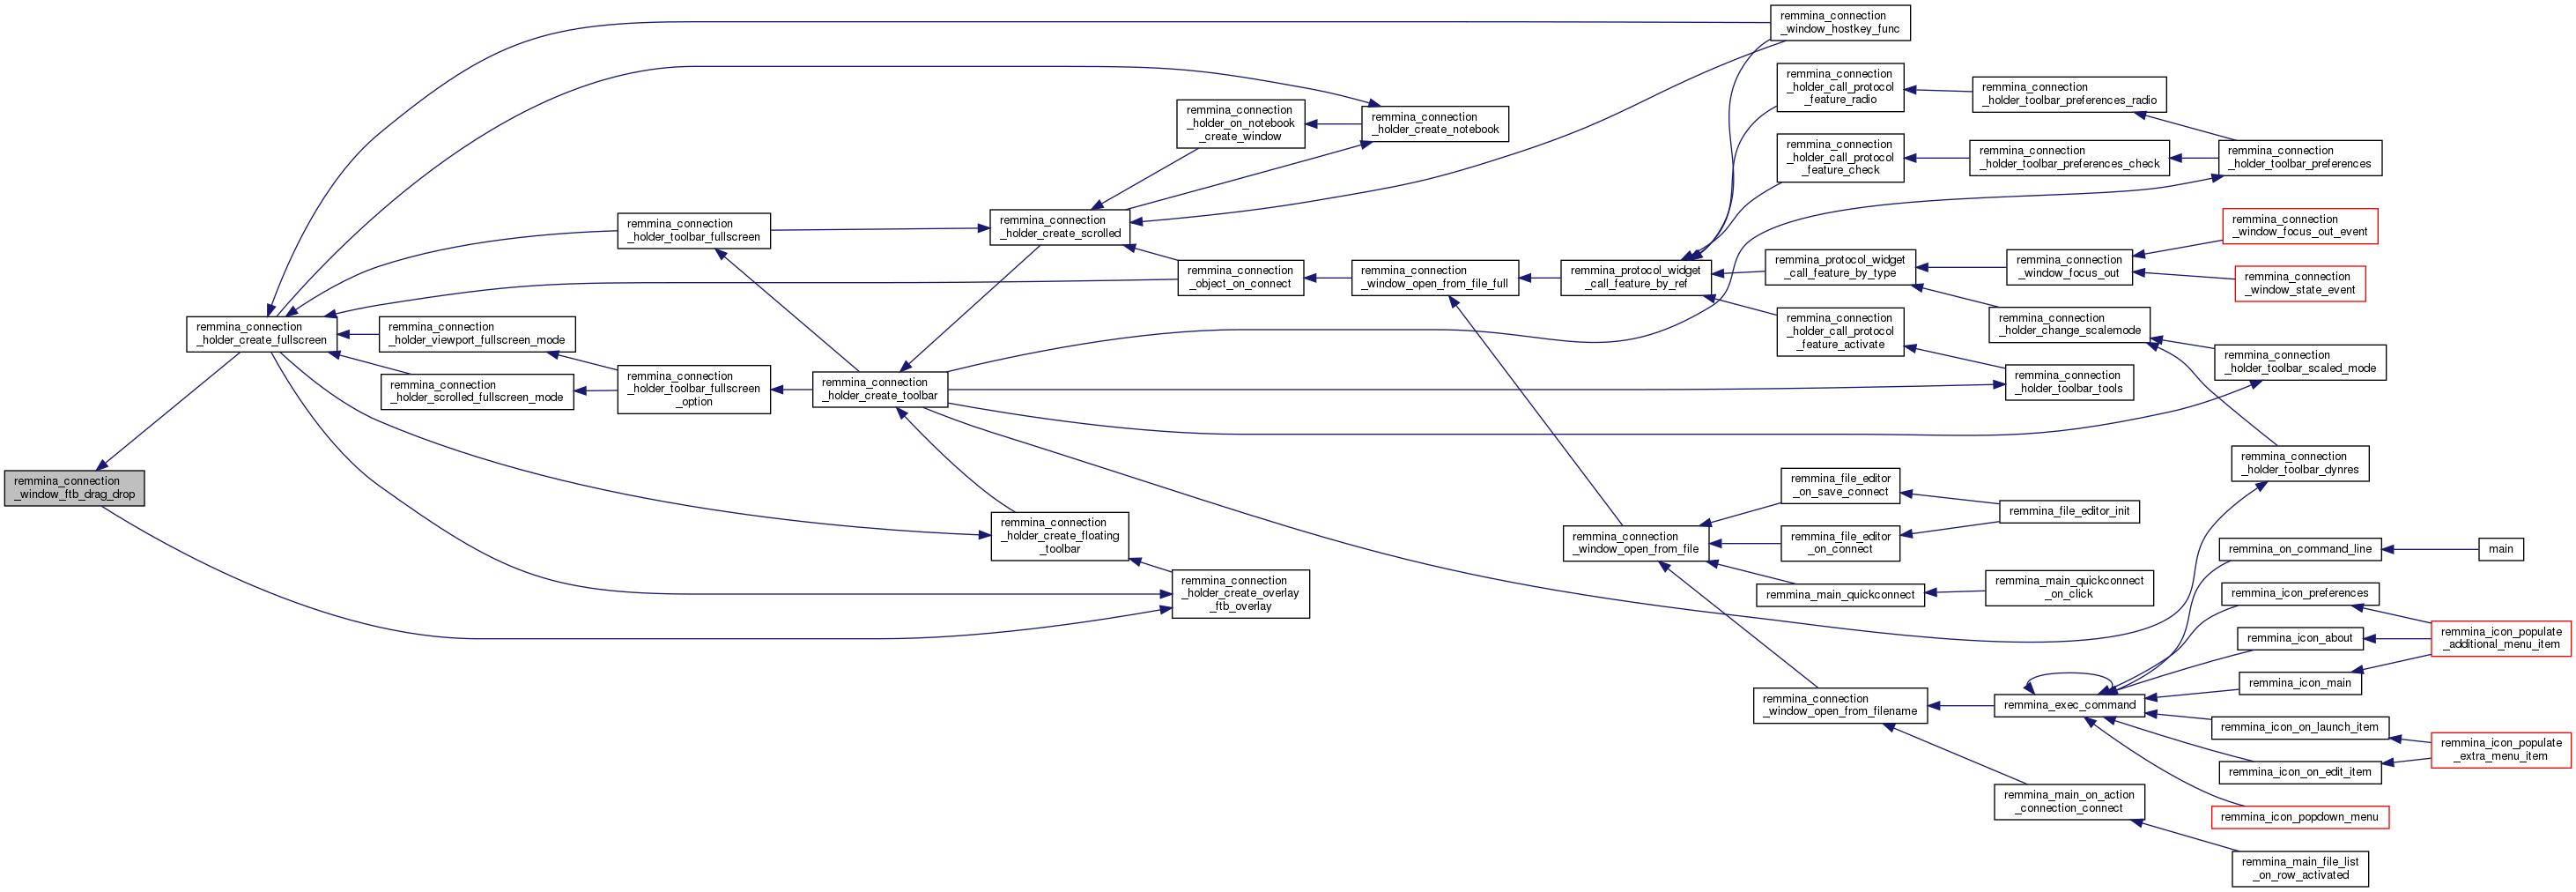 remmina_connection
_window_ftb_drag_drop
remmina_connection
_holder_create_fullscreen
remmina_connection
_holder_viewport_fullscreen_mode
remmina_connection
_holder_scrolled_fullscreen_mode
remmina_connection
_holder_toolbar_fullscreen
remmina_connection
_holder_toolbar_fullscreen
_option
remmina_connection
_holder_create_toolbar
remmina_connection
_holder_create_scrolled
remmina_connection
_holder_create_floating
_toolbar
remmina_connection
_holder_on_notebook
_create_window
remmina_connection
_object_on_connect
remmina_connection
_holder_create_overlay
_ftb_overlay
remmina_connection
_holder_create_notebook
remmina_connection
_window_open_from_file_full
remmina_protocol_widget
_call_feature_by_ref
remmina_connection
_window_open_from_file
remmina_connection
_window_hostkey_func
remmina_connection
_holder_call_protocol
_feature_radio
remmina_connection
_holder_call_protocol
_feature_check
remmina_protocol_widget
_call_feature_by_type
remmina_connection
_holder_call_protocol
_feature_activate
remmina_file_editor
_on_save_connect
remmina_file_editor
_on_connect
remmina_main_quickconnect
remmina_connection
_window_open_from_filename
remmina_connection
_holder_toolbar_preferences_radio
remmina_connection
_holder_toolbar_preferences_check
remmina_connection
_window_focus_out
remmina_connection
_holder_change_scalemode
remmina_connection
_holder_toolbar_tools
remmina_file_editor_init
remmina_main_quickconnect
_on_click
remmina_exec_command
remmina_main_on_action
_connection_connect
remmina_connection
_holder_toolbar_preferences
remmina_connection
_window_focus_out_event
remmina_connection
_window_state_event
remmina_connection
_holder_toolbar_scaled_mode
remmina_connection
_holder_toolbar_dynres
remmina_on_command_line
remmina_icon_preferences
remmina_icon_about
remmina_icon_main
remmina_icon_on_launch_item
remmina_icon_on_edit_item
remmina_icon_popdown_menu
remmina_main_file_list
_on_row_activated
main
remmina_icon_populate
_additional_menu_item
remmina_icon_populate
_extra_menu_item